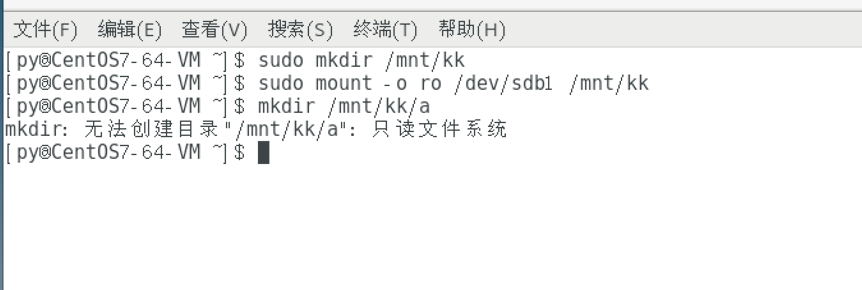 文件(F) 编辑(E) 查看(V) 搜索(S) 终端(T) 帮助(H)
[py@CentOS7-64-VM ~]$ sudo mkdir /mnt/kk
[py@CentOS7-64-VM ~]$ sudo mount -o ro /dev/sdb1 /mnt/kk
[py@CentOS7-64-VM ~]$ mkdir /mnt/kk/a
mkdir: 无法创建目录"/mnt/kk/a": 只读文件系统
[py@CentOS7-64-VM ~]$